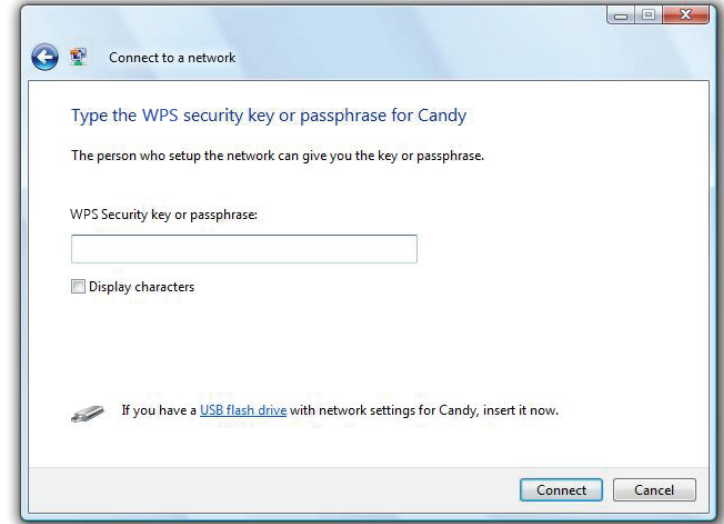 Connect to a network
Type the WPS security key or passphrase for Candy
The person who setup the network can give you the key or passphrase.
WPS Security key or passphrase:
Display characters
If you have a USB flash drive with network settings for Candy, insert it now.
Connect Cancel